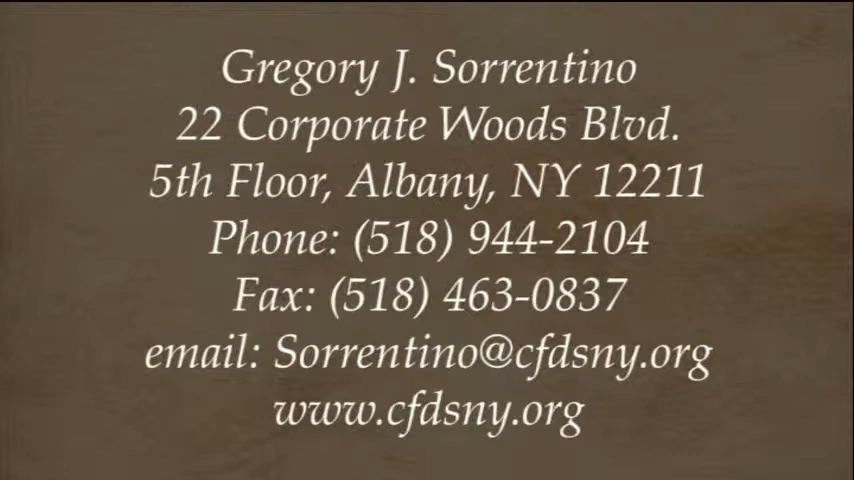 Gregory J. Sorrentino
22 Corporate Woods Blvd.
5th Floor, Albany, NY 12211
Phone: (518) 944-2104
Fax: (518) 463-0837
email: Sorrentino@cfdsny.org
www.cfdsny.org